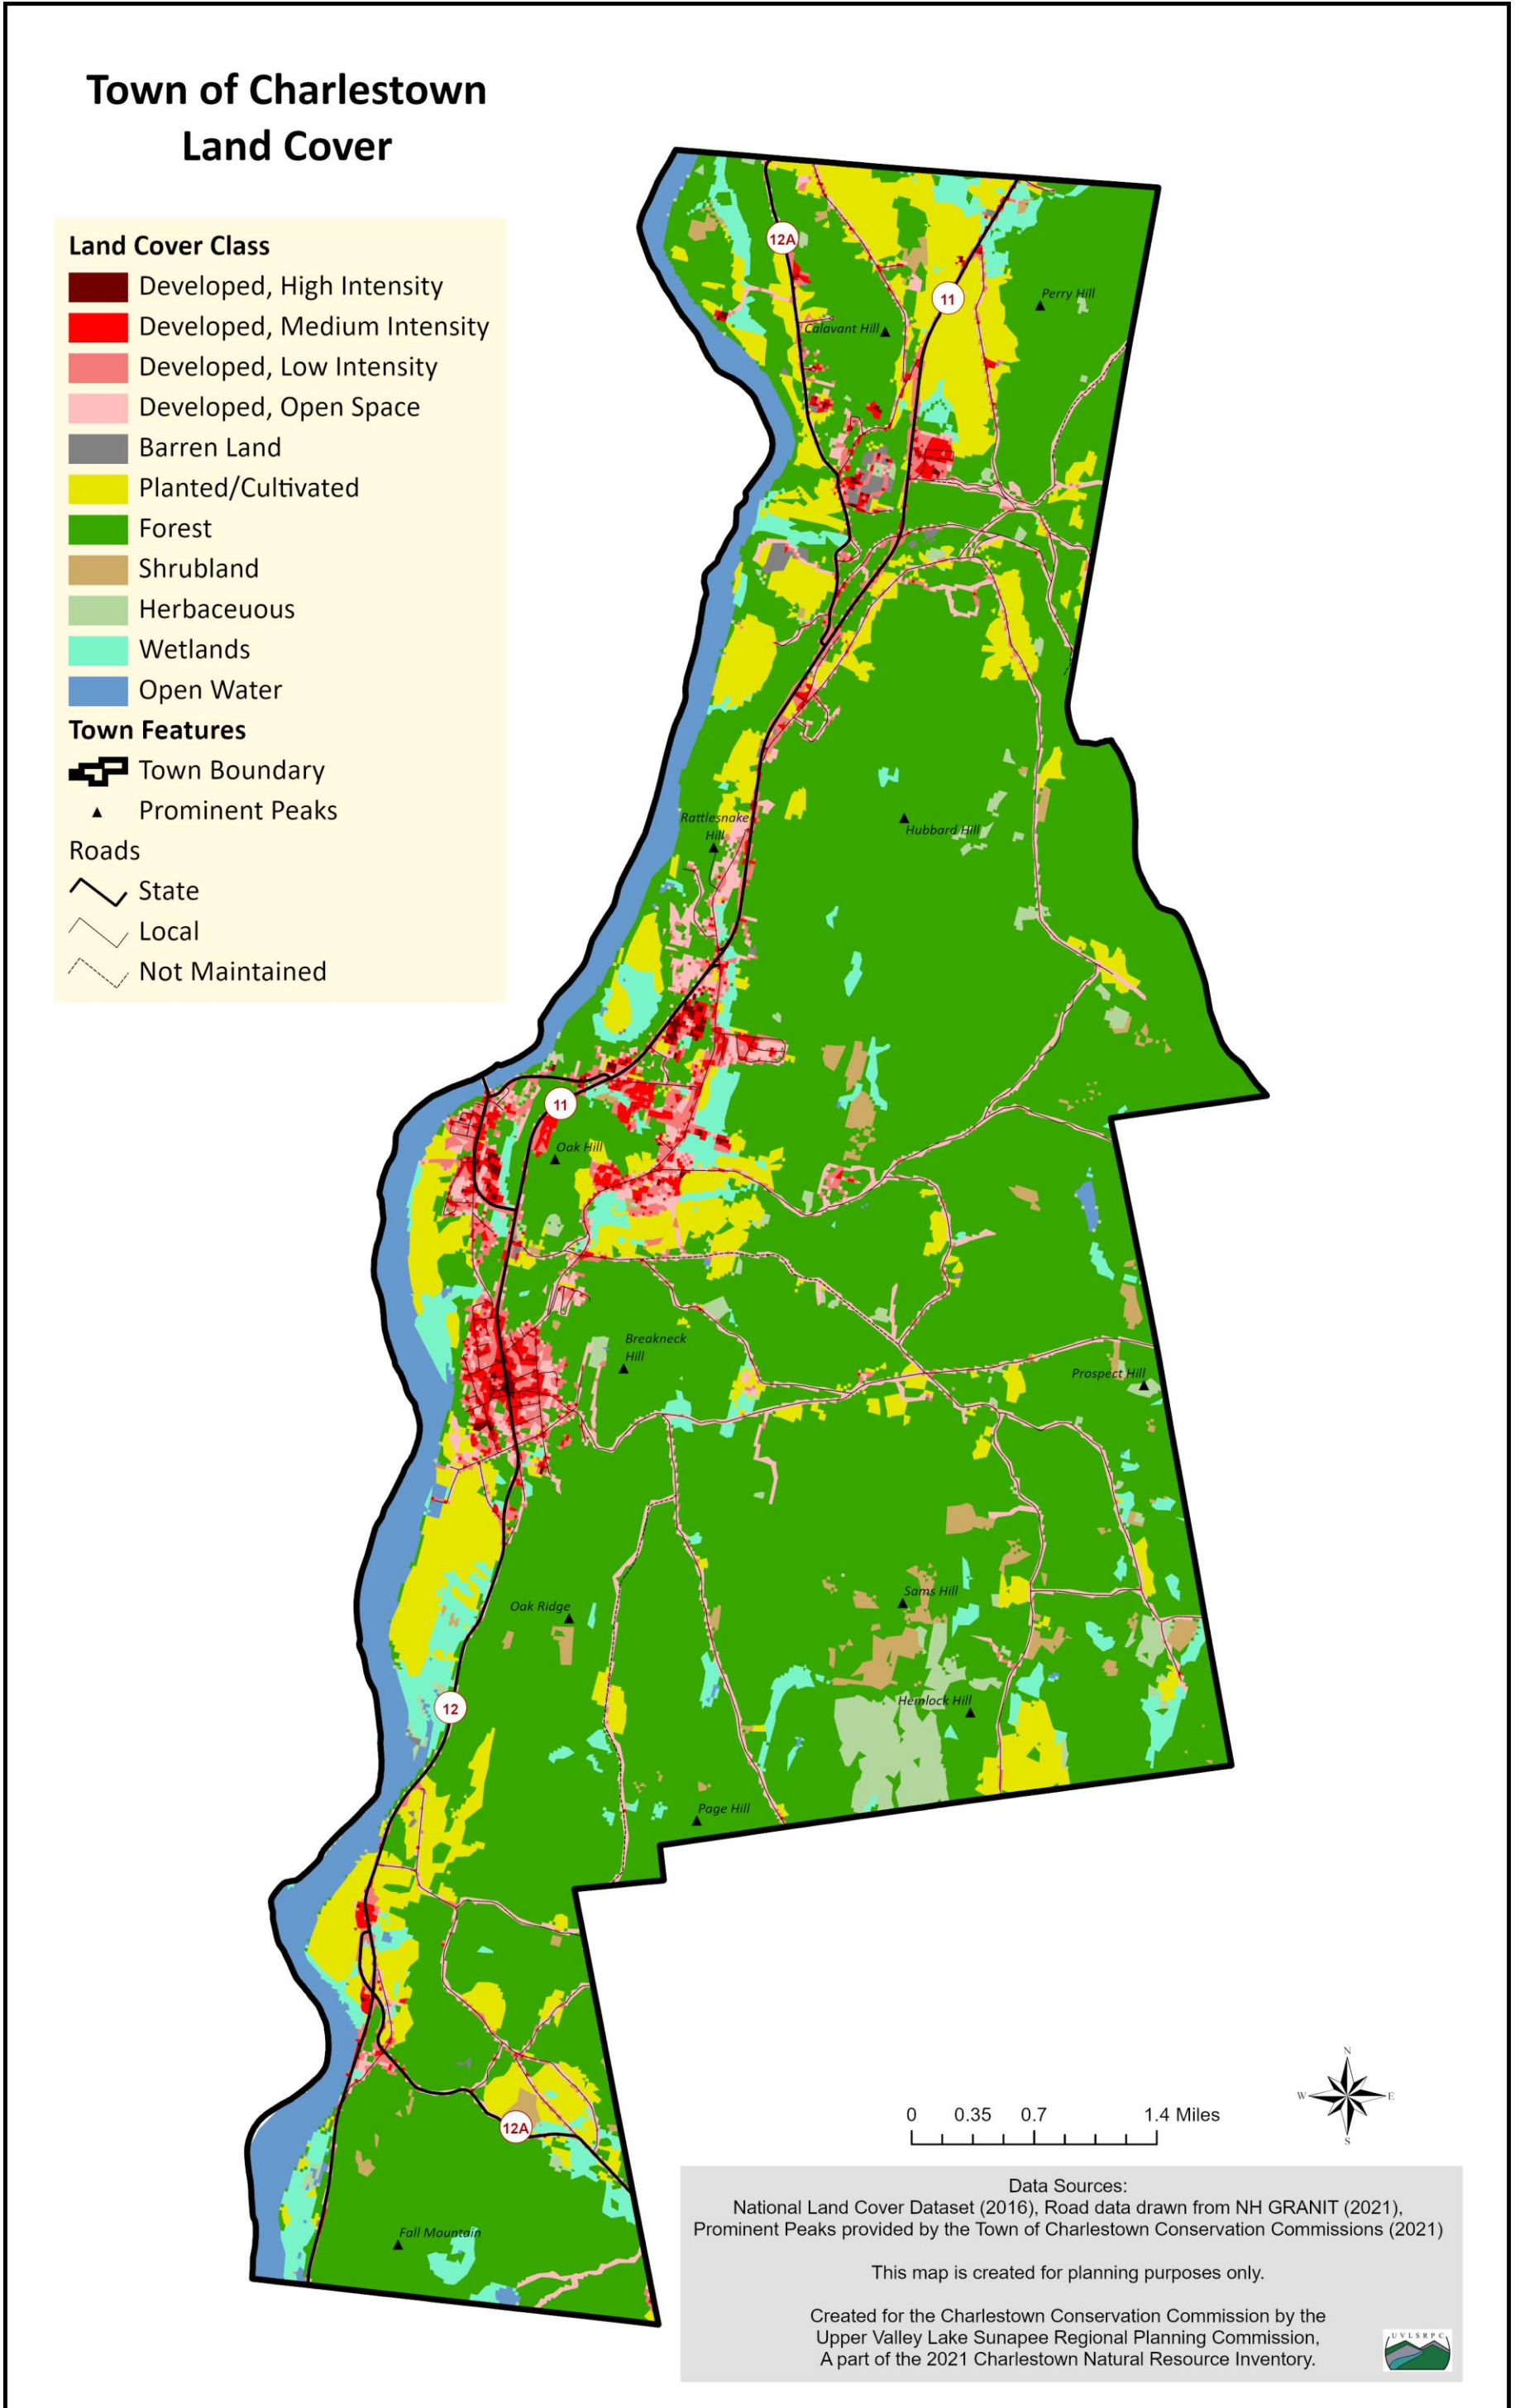 Town of Charlestown
Land Cover
Land Cover Class
Developed, High Intensity
Developed, Medium Intensity
Developed, Low Intensity
Developed, Open Space
Barren Land
Planted/Cultivated
Forest
Shrubland
Herbaceuous
Wetlands
Open Water
Town Features
Town Boundary
Prominent Peaks
Roads
State
Local
Not Maintained
12A
11
Perry Hill
Calavant Hill
Rattlesnake
Hill
Hubbard Hill
11
Oak Hill
Breakneck
Hill
Prospect Hill
Sams Hill
Oak Ridge
Hemlock Hill
12
Page Hill
12A
Fall Mountain
N
W
E
S
0 0.35 0.7 1.4 Miles
Data Sources:
National Land Cover Dataset (2016), Road data drawn from NH GRANIT (2021),
Prominent Peaks provided by the Town of Charlestown Conservation Commissions (2021)
This map is created for planning purposes only.
Created for the Charlestown Conservation Commission by the
Upper Valley Lake Sunapee Regional Planning Commission,
A part of the 2021 Charlestown Natural Resource Inventory.
UVLSRPC